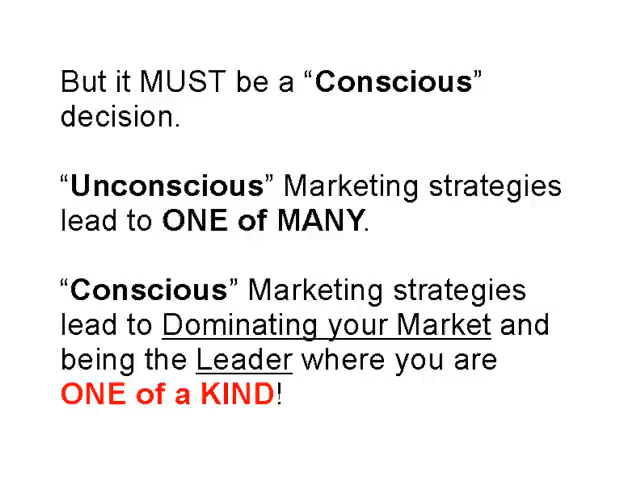 But it MUST be a “Conscious”
decision.
“Unconscious” Marketing strategies
lead to ONE of MANY.
“Conscious” Marketing strategies
lead to Dominating your Market and
being the Leader where you are
ONE of a KIND!